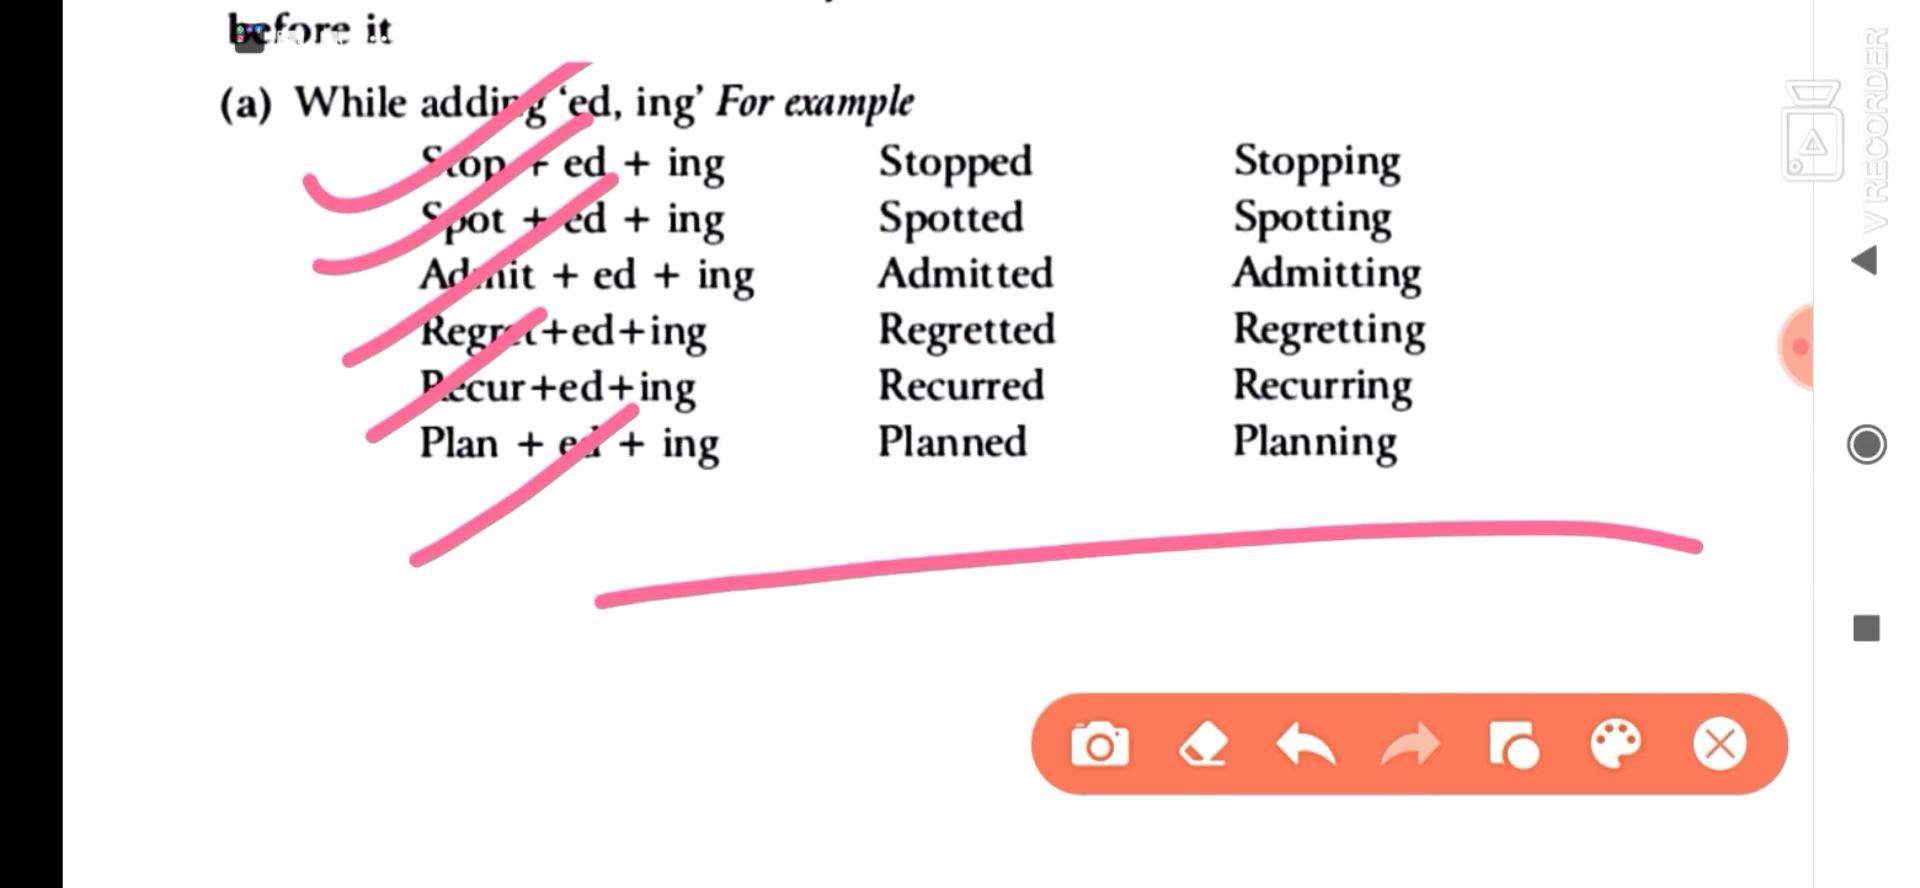 before it
(a) While adding ‘ed, ing’ For example
Stop + ed + ing Stopped Stopping
Spot + ed + ing Spotted Spotting
Admit + ed + ing Admitted Admitting
Regret+ed+ing Regretted Regretting
Recur+ed+ing Recurred Recurring
Plan + ed + ing Planned Planning
V RECORDER